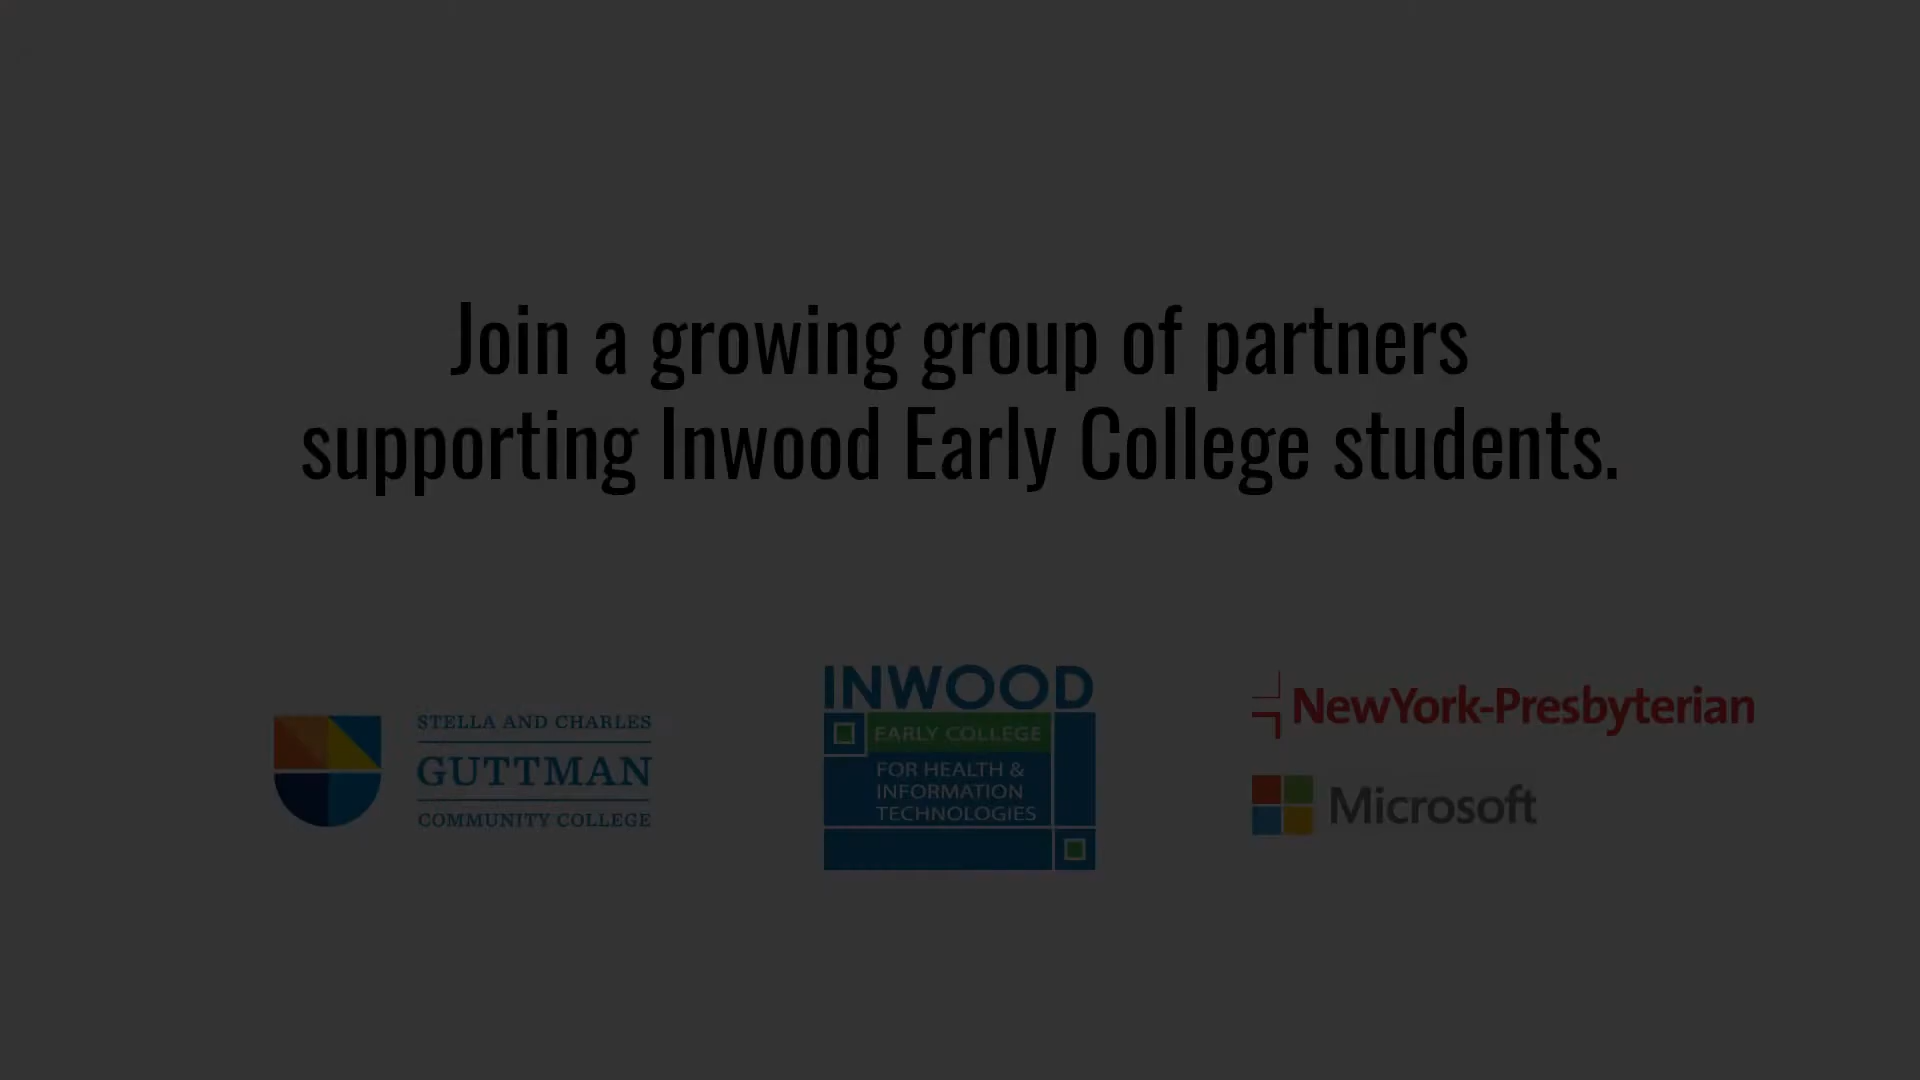 Join a growing group of partners
supporting Inwood Early College students.
STELLA AND CHARLES
GUTTMAN
COMMUNITY COLLEGE
INWOOD
EARLY COLLEGE
FOR HEALTH &
INFORMATION
TECHNOLOGIES
NewYork-Presbyterian
Microsoft